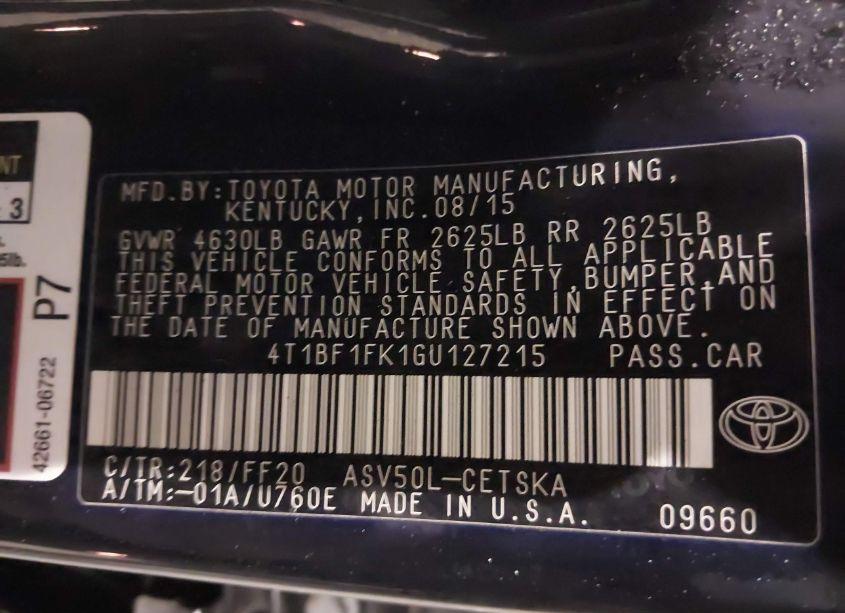 NT
3
5lb.
P7
42661-06722
MFD.BY:TOYOTA MOTOR MANUFACTURING,
KENTUCKY,INC.08/15
GVWR 4630LB GAWR FR 2625LB RR 2625LB
THIS VEHICLE CONFORMS TO ALL APPLICABLE
FEDERAL MOTOR VEHICLE SAFETY,BUMPER,AND
THEFT PREVENTION STANDARDS IN EFFECT ON
THE DATE OF MANUFACTURE SHOWN ABOVE.
4T1BF1FK1GU127215 PASS.CAR
C/TR:218/FF20 ASV50L-CETSKA
A/TM:-01A/U760E MADE IN U.S.A. 09660